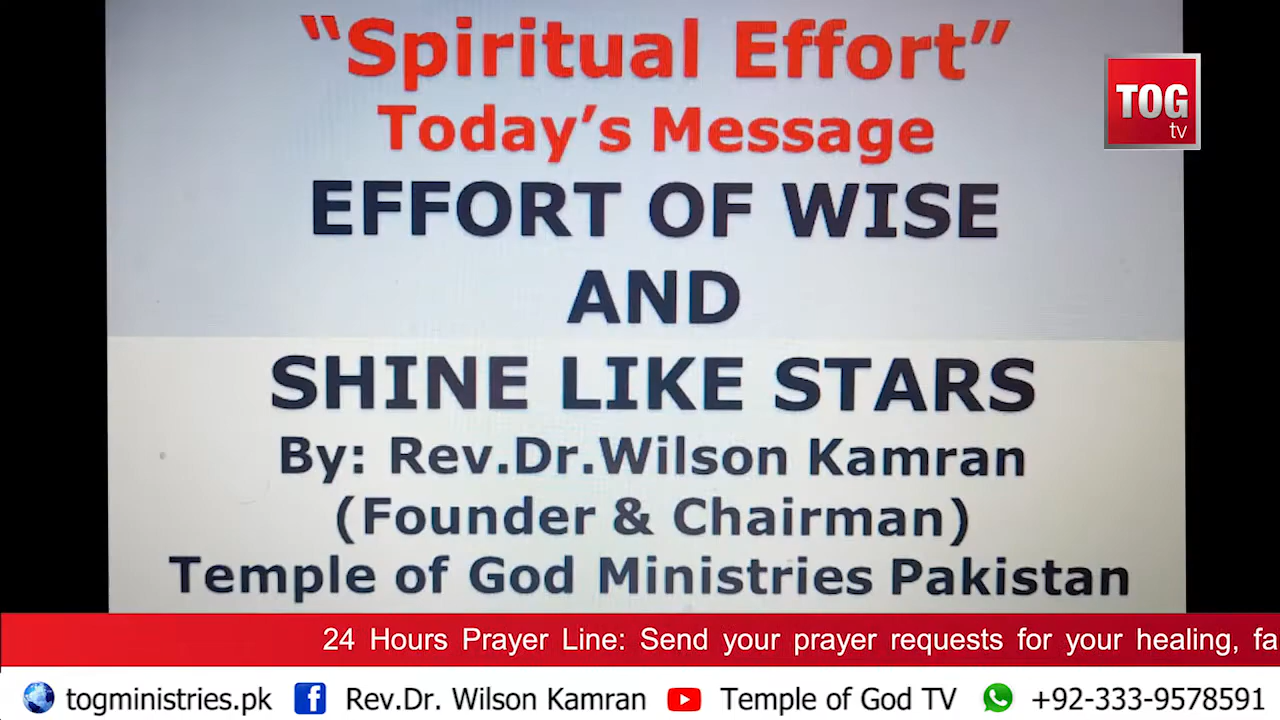 “Spiritual Effort”
Today’s Message
EFFORT OF WISE
AND
SHINE LIKE STARS
By: Rev.Dr.Wilson Kamran
(Founder & Chairman)
Temple of God Ministries Pakistan
TOG
tv
24 Hours Prayer Line: Send your prayer requests for your healing, fa
togministries.pk Rev.Dr. Wilson Kamran Temple of God TV +92-333-9578591